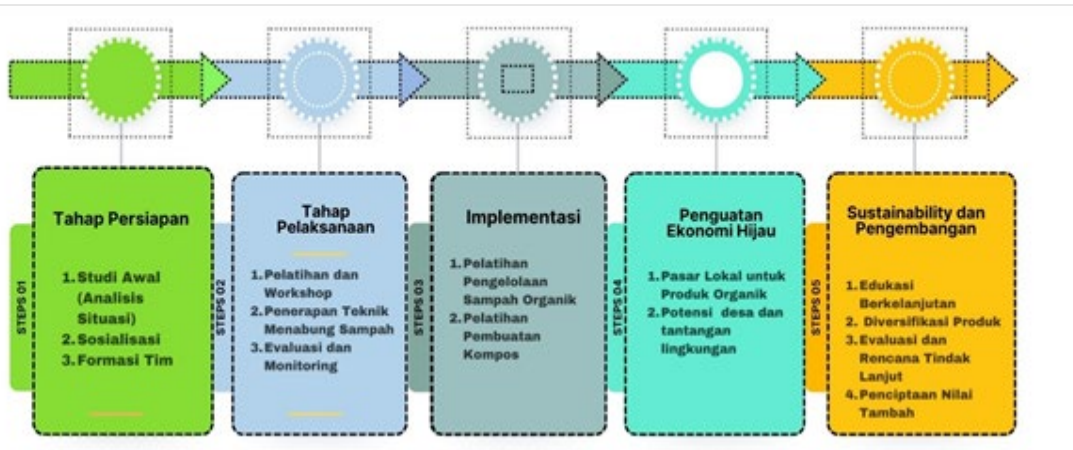 STEPS 01
Tahap Persiapan
1. Studi Awal
(Analisis
Situasi)
2. Sosialisasi
3. Formasi Tim
STEPS 02
Tahap
Pelaksanaan
1. Pelatihan dan
Workshop
2. Penerapan Teknik
Menabung Sampah
3. Evaluasi dan
Monitoring
STEPS 03
Implementasi
1. Pelatihan
Pengelolaan
Sampah Organik
2. Pelatihan
Pembuatan
Kompos
STEPS 04
Penguatan
Ekonomi Hijau
1. Pasar Lokal untuk
Produk Organik
2. Potensi desa dan
tantangan
lingkungan
STEPS 05
Sustainability dan
Pengembangan
1. Edukasi
Berkelanjutan
2. Diversifikasi Produk
3. Evaluasi dan
Rencana Tindak
Lanjut
4. Penciptaan Nilai
Tambah